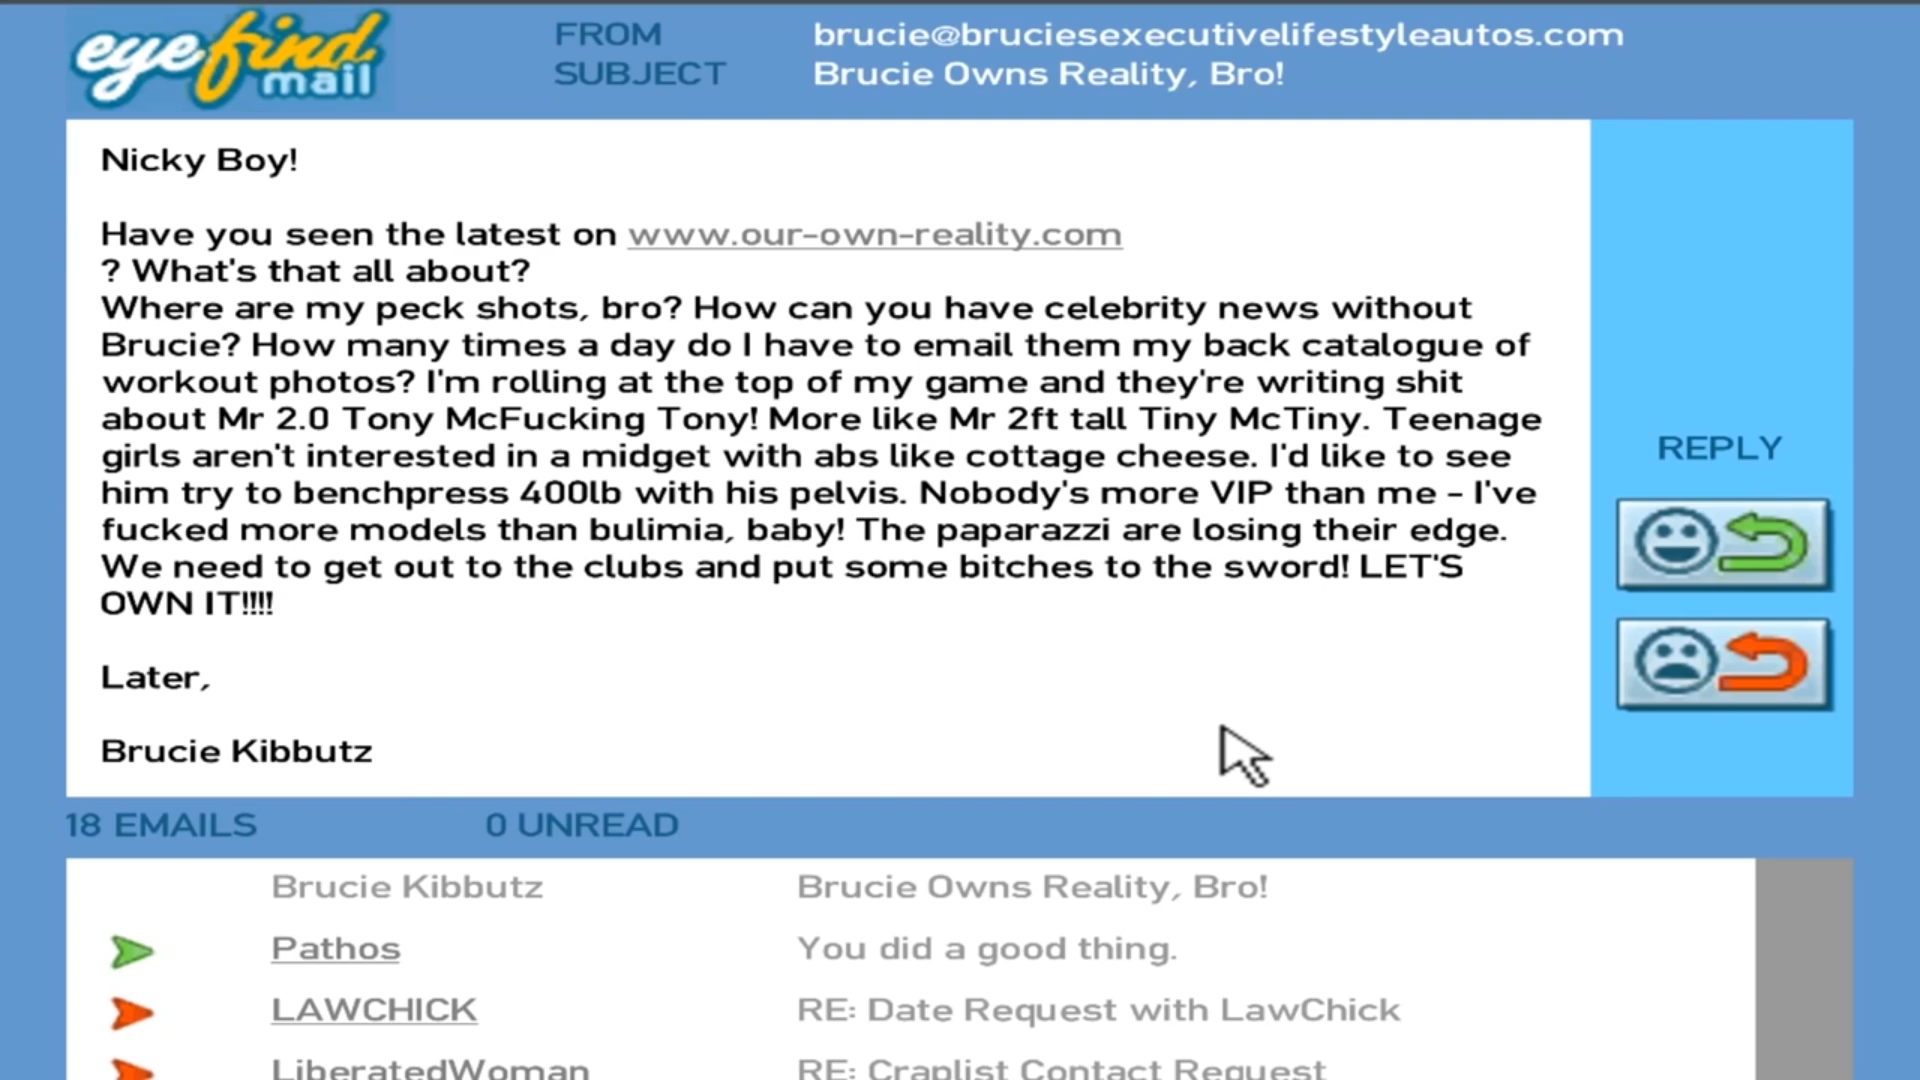 eyefind mail
FROM brucie@bruciesexecutivelifestyleautos.com
SUBJECT Brucie Owns Reality, Bro!
Nicky Boy!
Have you seen the latest on www.our-own-reality.com
? What's that all about?
Where are my peck shots, bro? How can you have celebrity news without
Brucie? How many times a day do I have to email them my back catalogue of
workout photos? I'm rolling at the top of my game and they're writing shit
about Mr 2.0 Tony McFucking Tony! More like Mr 2ft tall Tiny McTiny. Teenage
girls aren't interested in a midget with abs like cottage cheese. I'd like to see
him try to benchpress 400lb with his pelvis. Nobody's more VIP than me - I've
fucked more models than bulimia, baby! The paparazzi are losing their edge.
We need to get out to the clubs and put some bitches to the sword! LET'S
OWN IT!!!!
Later,
Brucie Kibbutz
REPLY
18 EMAILS 0 UNREAD
Brucie Kibbutz Brucie Owns Reality, Bro!
Pathos You did a good thing.
LAWCHICK RE: Date Request with LawChick
LiberatedWoman RE: Craplist Contact Request